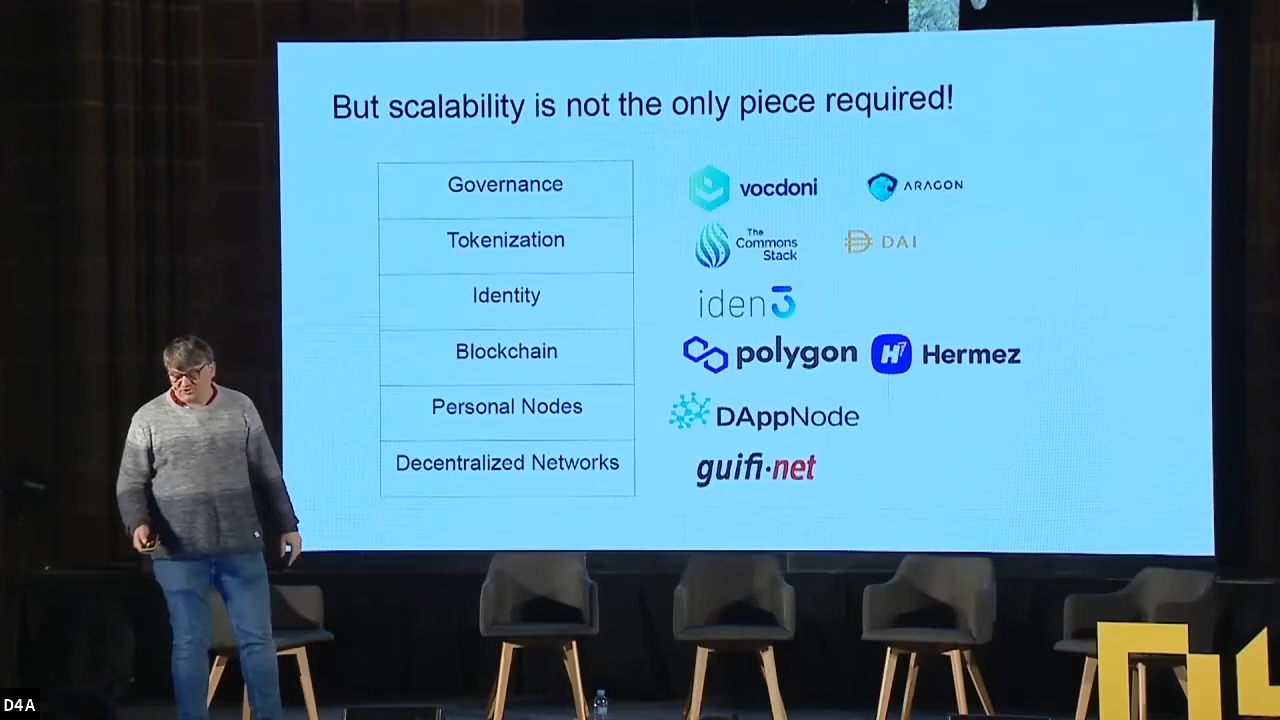 But scalability is not the only piece required!
Governance
vocdoni
ARAGON
Tokenization
The
Commons
Stack
DAI
Identity
iden3
Blockchain
polygon
H
Hermez
Personal Nodes
DAppNode
Decentralized Networks
guifi·net
D4A